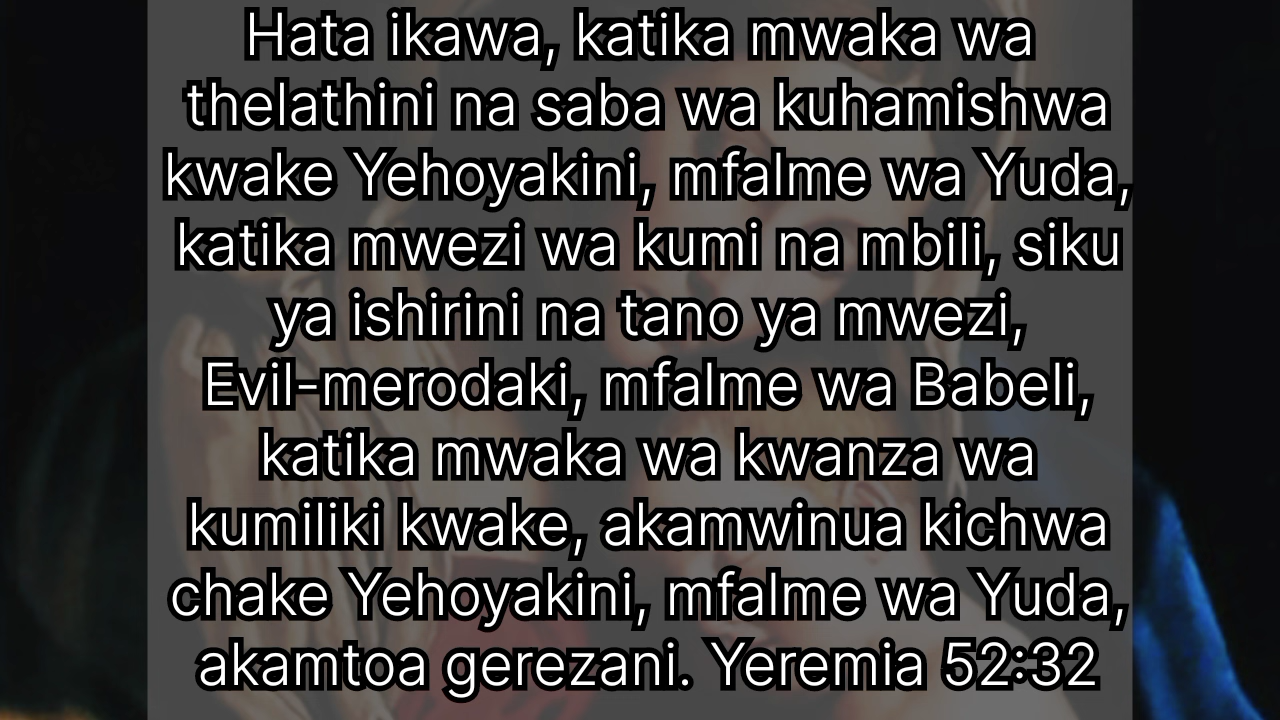 Hata ikawa, katika mwaka wa
thelathini na saba wa kuhamishwa
kwake Yehoyakini, mfalme wa Yuda,
katika mwezi wa kumi na mbili, siku
ya ishirini na tano ya mwezi,
Evil-merodaki, mfalme wa Babeli,
katika mwaka wa kwanza wa
kumiliki kwake, akamwinua kichwa
chake Yehoyakini, mfalme wa Yuda,
akamtoa gerezani. Yeremia 52:32